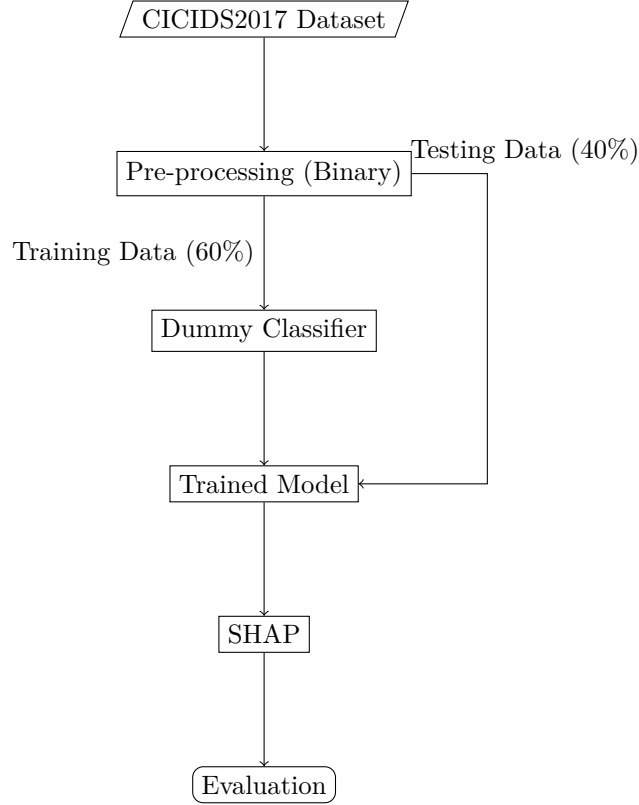 CICIDS2017 Dataset
Testing Data (40%)
Pre-processing (Binary)
Training Data (60%)
Dummy Classifier
Trained Model
SHAP
Evaluation